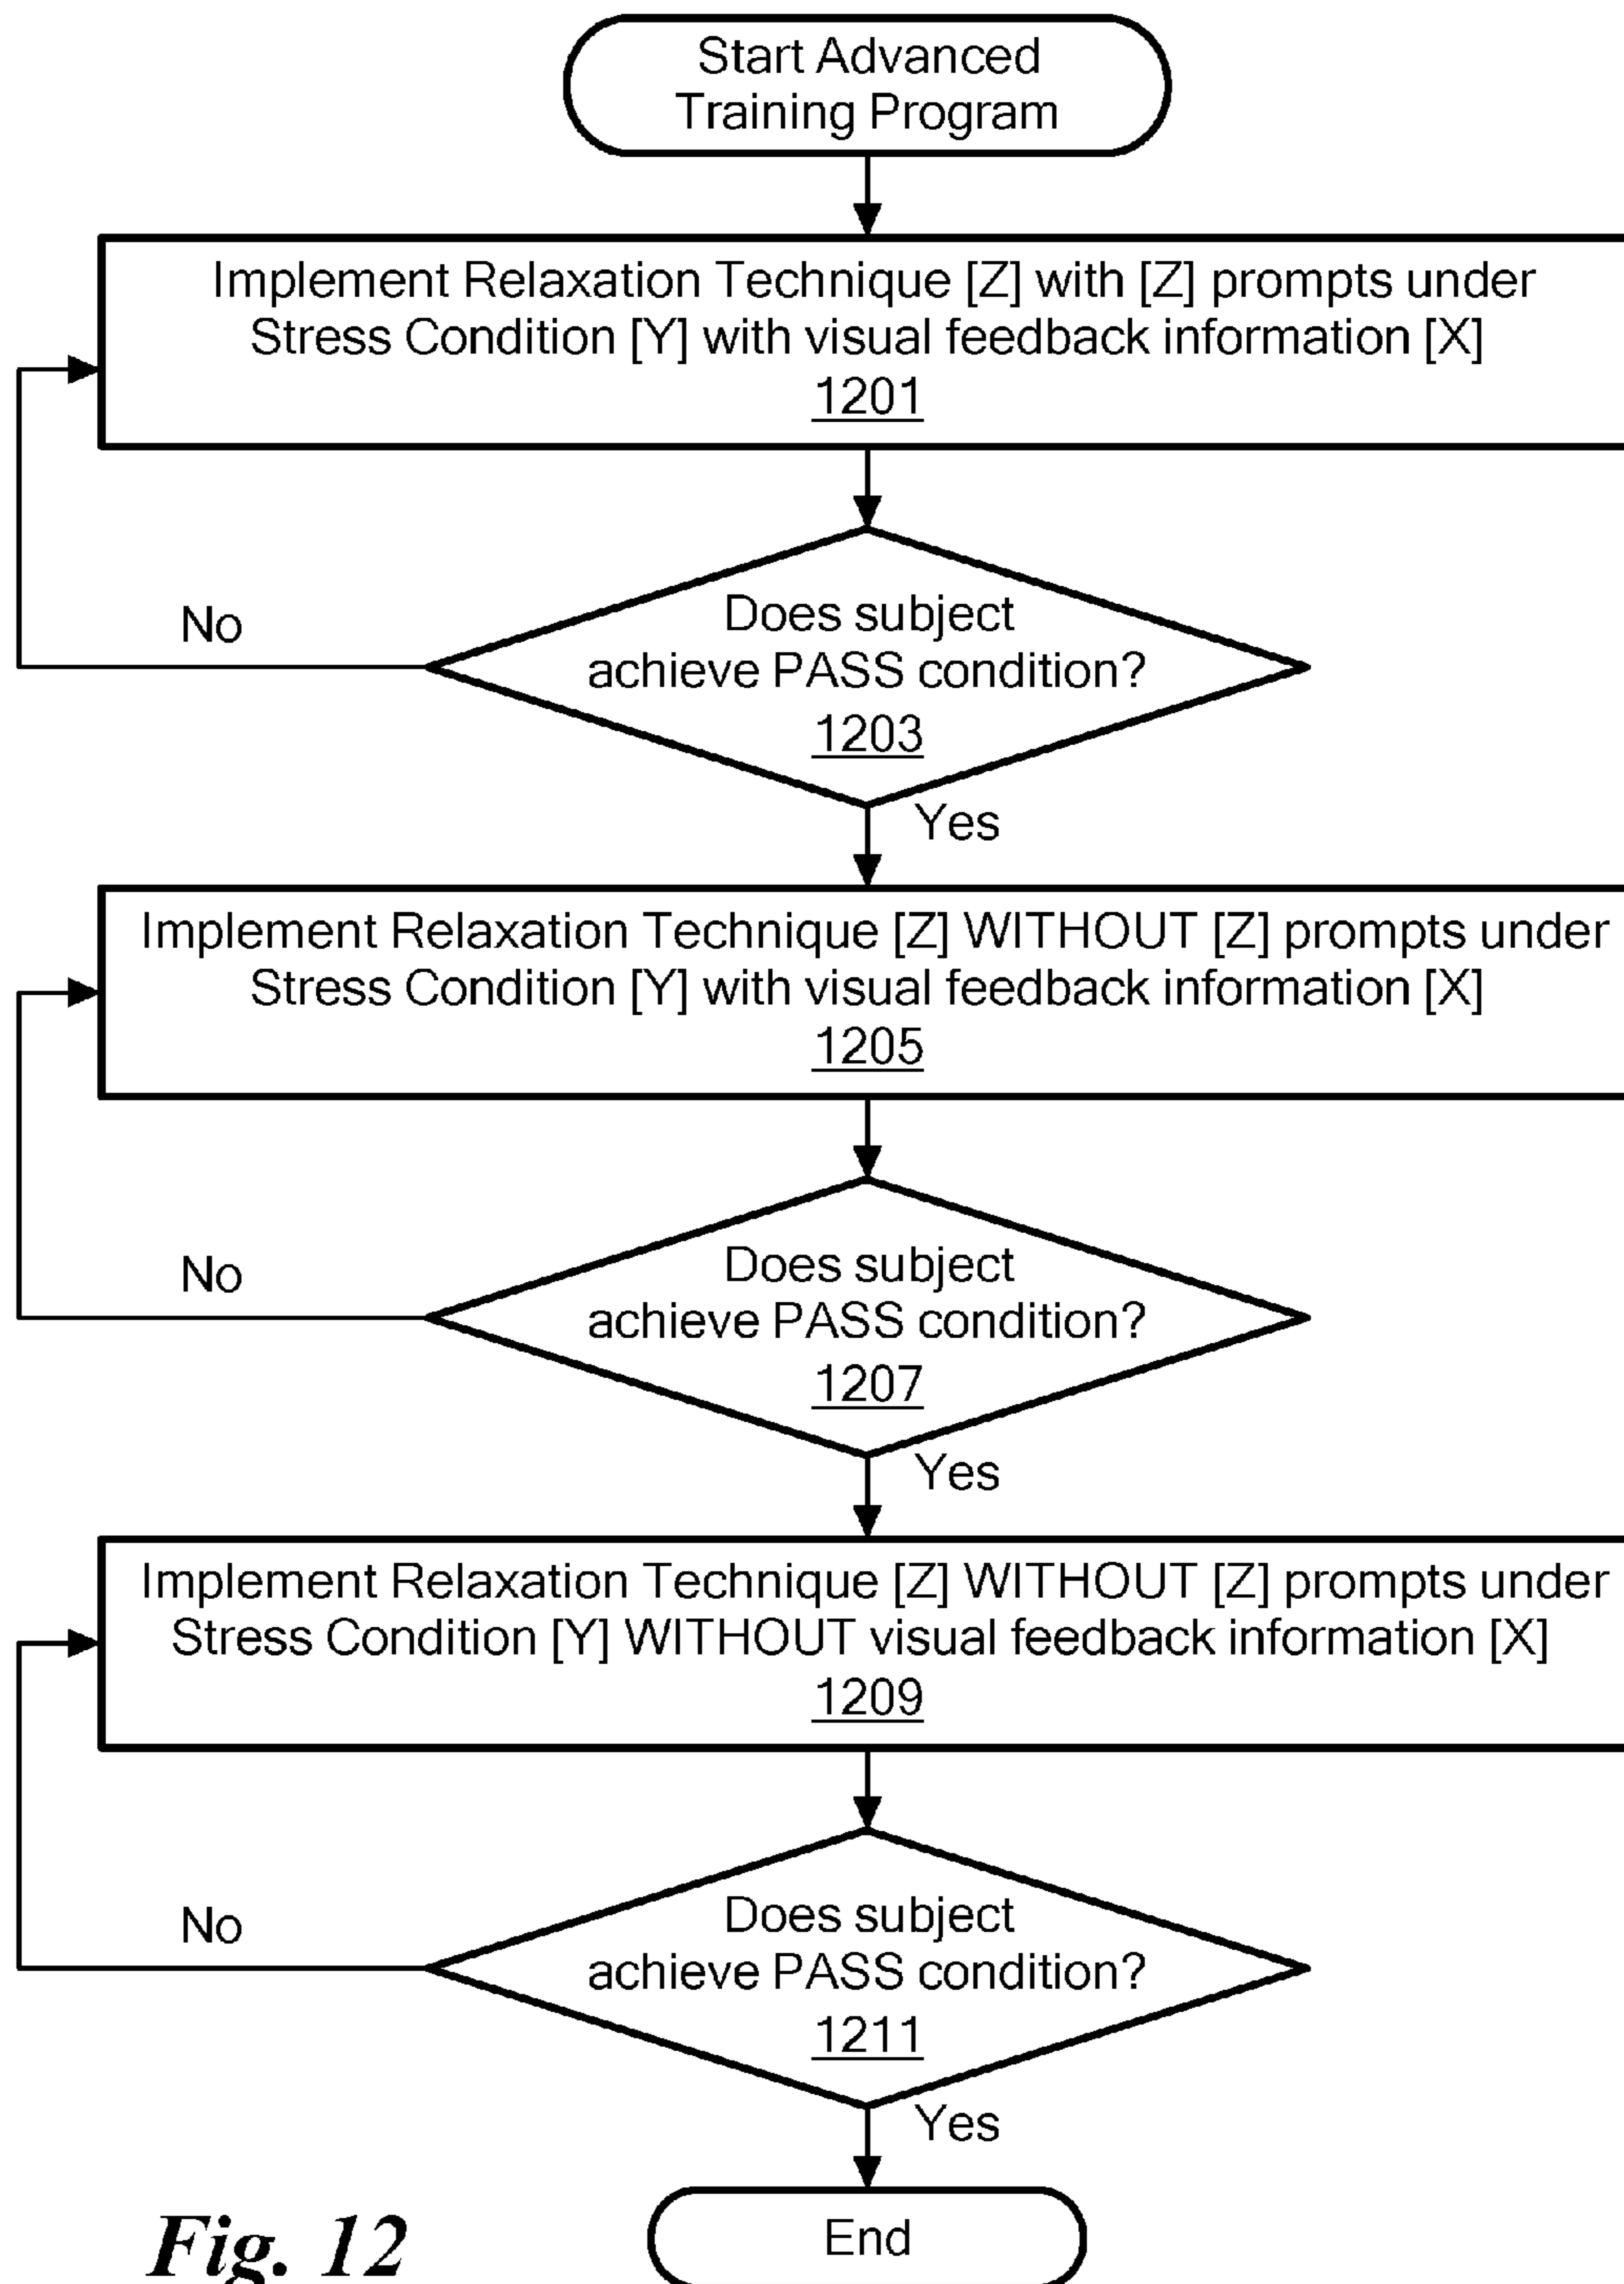 Start Advanced
Training Program
Implement Relaxation Technique [Z] with [Z] prompts under
Stress Condition [Y] with visual feedback information [X]
1201
No
Does subject
achieve PASS condition?
1203
Yes
Implement Relaxation Technique [Z] WITHOUT [Z] prompts under
Stress Condition [Y] with visual feedback information [X]
1205
No
Does subject
achieve PASS condition?
1207
Yes
Implement Relaxation Technique [Z] WITHOUT [Z] prompts under
Stress Condition [Y] WITHOUT visual feedback information [X]
1209
No
Does subject
achieve PASS condition?
1211
Yes
End
Fig. 12